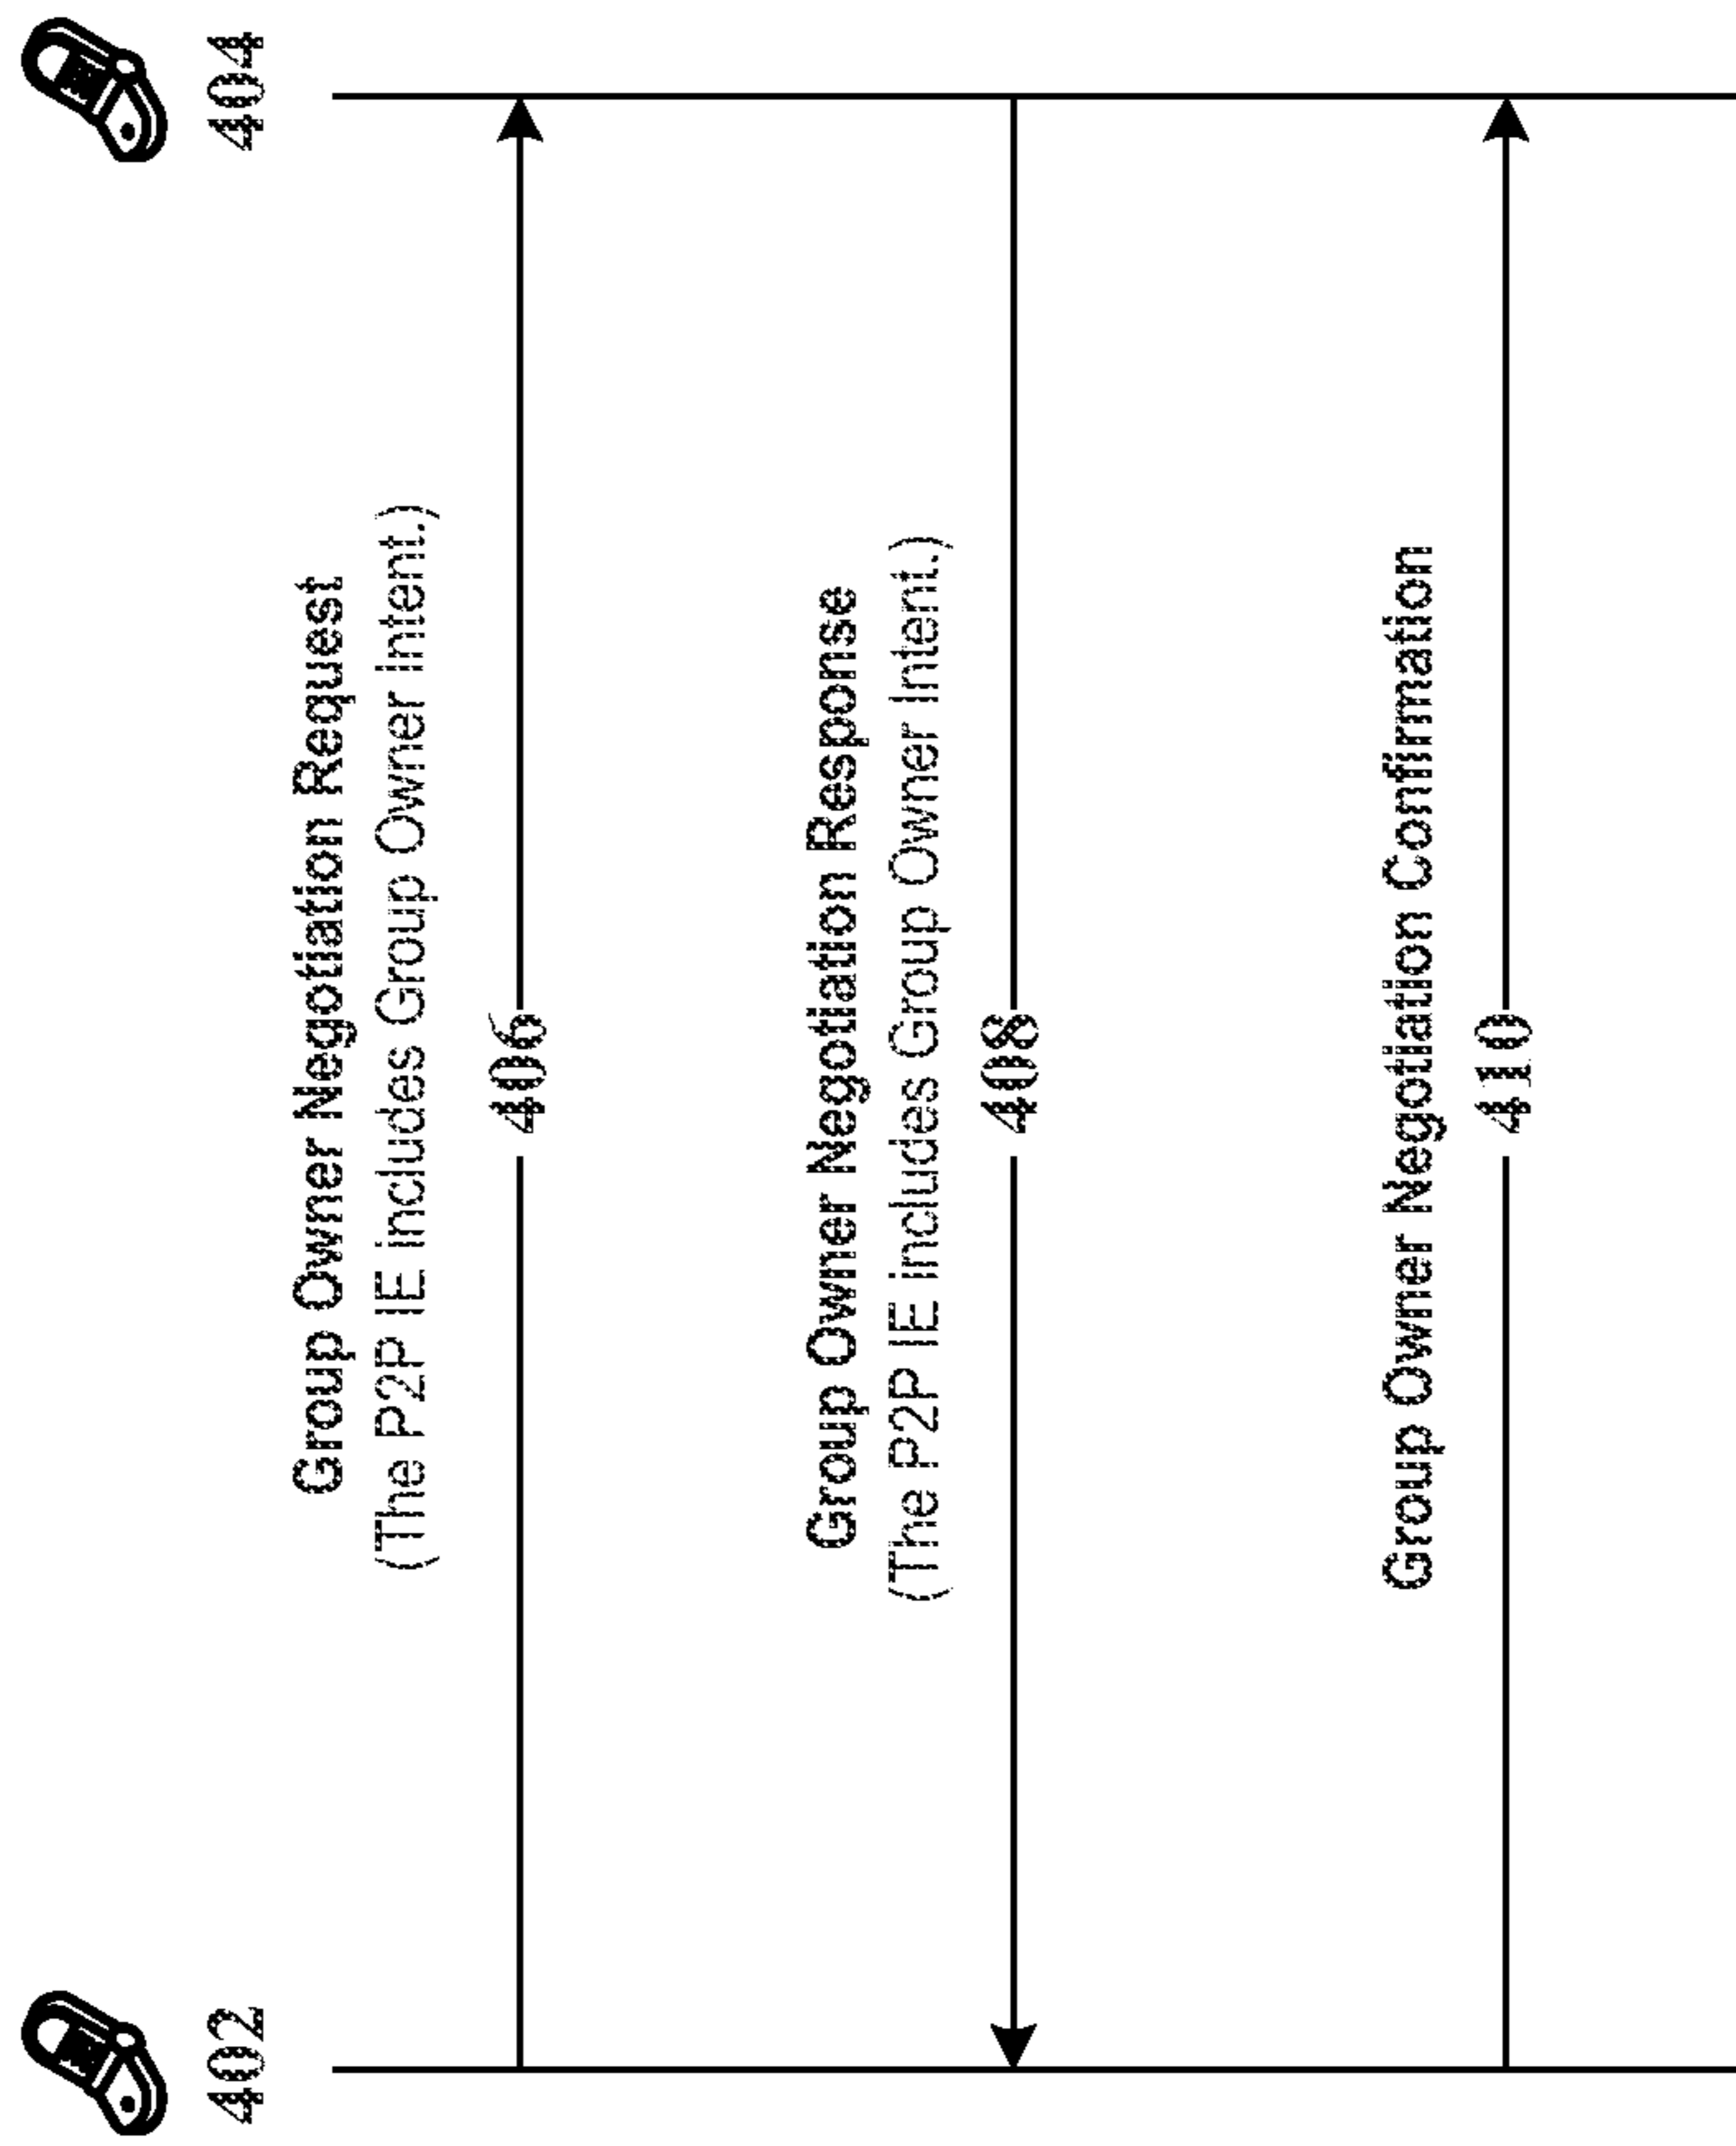 402
404
Group Owner Negotiation Request
(The P2P IE includes Group Owner Intent.)
406
Group Owner Negotiation Response
(The P2P IE includes Group Owner Intent.)
408
Group Owner Negotiation Confirmation
410